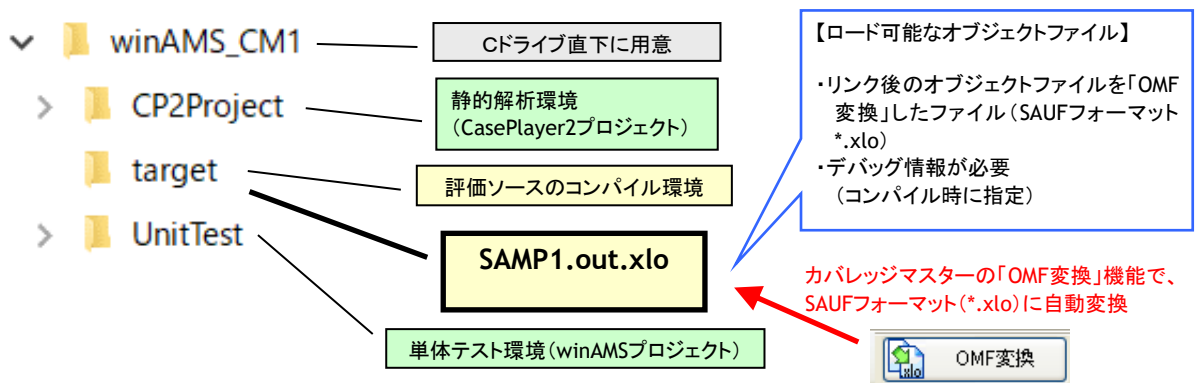 winAMS_CM1
Cドライブ直下に用意
CP2Project
静的解析環境
(CasePlayer2プロジェクト)
target
評価ソースのコンパイル環境
UnitTest
SAMP1.out.xlo
単体テスト環境(winAMSプロジェクト)
【ロード可能なオブジェクトファイル】
・リンク後のオブジェクトファイルを「OMF
変換」したファイル(SAUFフォーマット
*.xlo)
・デバッグ情報が必要
(コンパイル時に指定)
カバレッジマスターの「OMF変換」機能で、
SAUFフォーマット(*.xlo)に自動変換
xlo
OMF変換